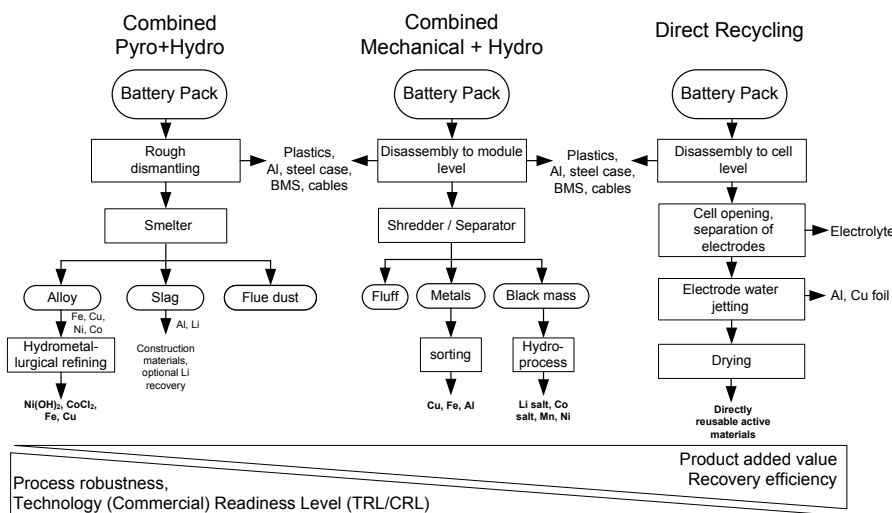 Combined
Pyro+Hydro
Battery Pack
Rough
dismantling
Plastics,
Al, steel case,
BMS, cables
Smelter
Alloy
Slag
Flue dust
Fe, Cu,
Ni, Co
Al, Li
Hydrometal-
lurgical refining
Construction
materials,
optional Li
recovery
Ni(OH)₂, CoCl₂,
Fe, Cu
Combined
Mechanical + Hydro
Battery Pack
Disassembly to module
level
Plastics,
Al, steel case,
BMS, cables
Shredder / Separator
Fluff
Metals
Black mass
sorting
Hydro-
process
Cu, Fe, Al
Li salt, Co
salt, Mn, Ni
Direct Recycling
Battery Pack
Disassembly to cell
level
Cell opening,
separation of
electrodes
Electrolyte
Electrode water
jetting
Al, Cu foil
Drying
Directly
reusable active
materials
Product added value
Recovery efficiency
Process robustness,
Technology (Commercial) Readiness Level (TRL/CRL)